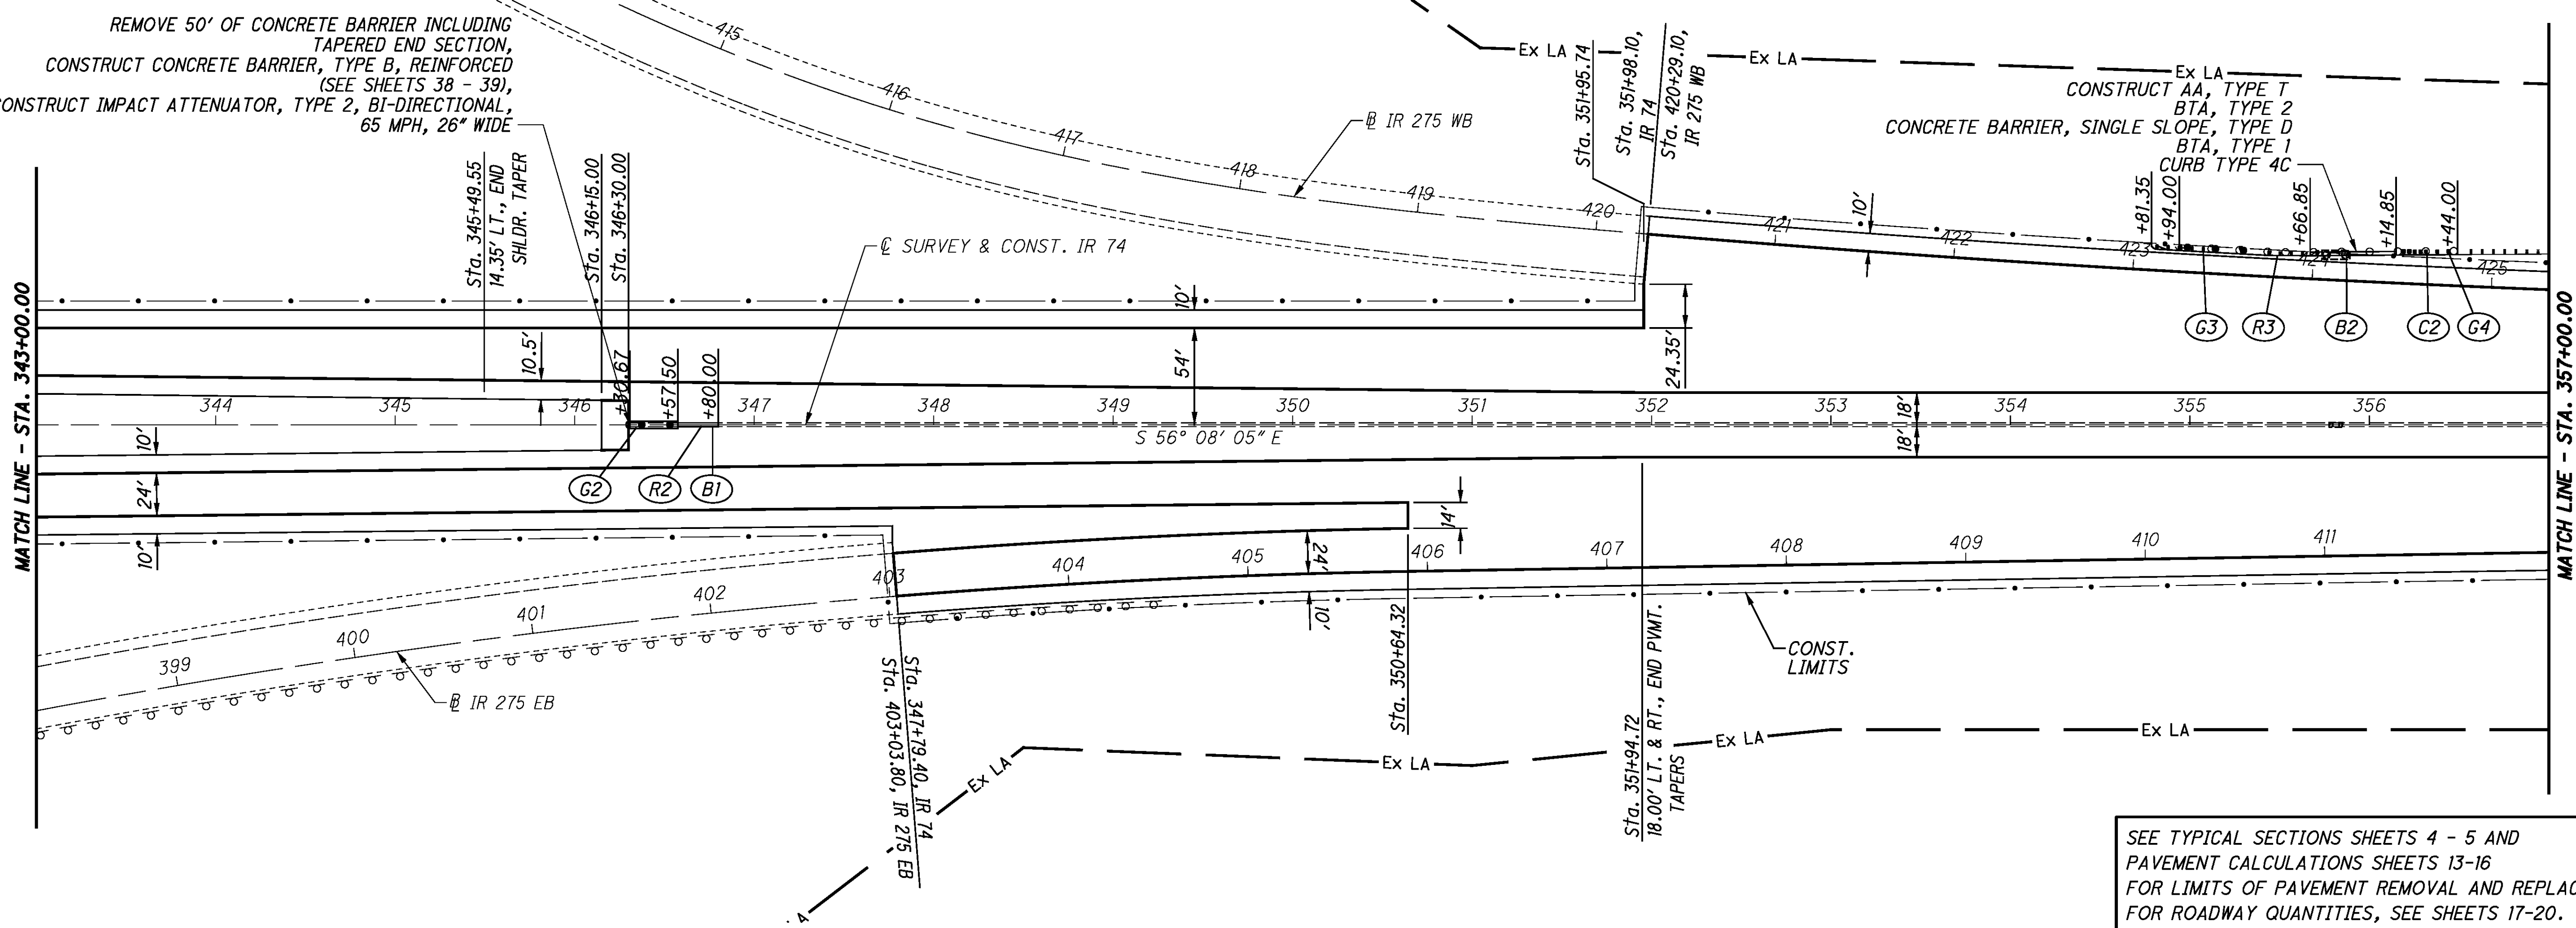 REMOVE 50' OF CONCRETE BARRIER INCLUDING
TAPERED END SECTION,
CONSTRUCT CONCRETE BARRIER, TYPE B, REINFORCED
(SEE SHEETS 38 - 39),
CONSTRUCT IMPACT ATTENUATOR, TYPE 2, BI-DIRECTIONAL,
65 MPH, 26" WIDE
415
416
417
418
419
420
421
422
423
424
425
℄ IR 275 WB
Ex LA
Ex LA
Ex LA
Sta. 351+95.74
Sta. 351+98.10,
IR 74
Sta. 420+29.10,
IR 275 WB
CONSTRUCT AA, TYPE T
BTA, TYPE 2
CONCRETE BARRIER, SINGLE SLOPE, TYPE D
BTA, TYPE 1
CURB TYPE 4C
+81.35
+94.00
+66.85
+14.85
+44.00
10'
G3
R3
B2
C2
G4
Sta. 345+49.55
14.35' LT., END
SHLDR. TAPER
Sta. 346+15.00
Sta. 346+30.00
℄ SURVEY & CONST. IR 74
MATCH LINE - STA. 343+00.00
MATCH LINE - STA. 357+00.00
10'
54'
24.35'
10.5'
+30.67
+57.50
+80.00
344
345
346
347
348
349
350
351
352
353
354
355
356
S 56° 08' 05" E
18'
18'
10'
24'
10'
G2
R2
B1
14'
24'
10'
399
400
401
402
403
404
405
406
407
408
409
410
411
℄ IR 275 EB
Sta. 347+79.40, IR 74
Sta. 403+03.80, IR 275 EB
Sta. 350+64.32
Sta. 351+94.72
18.00' LT. & RT., END PVMT.
TAPERS
CONST.
LIMITS
Ex LA
Ex LA
Ex LA
Ex LA
SEE TYPICAL SECTIONS SHEETS 4 - 5 AND
PAVEMENT CALCULATIONS SHEETS 13-16
FOR LIMITS OF PAVEMENT REMOVAL AND REPLAC
FOR ROADWAY QUANTITIES, SEE SHEETS 17-20.